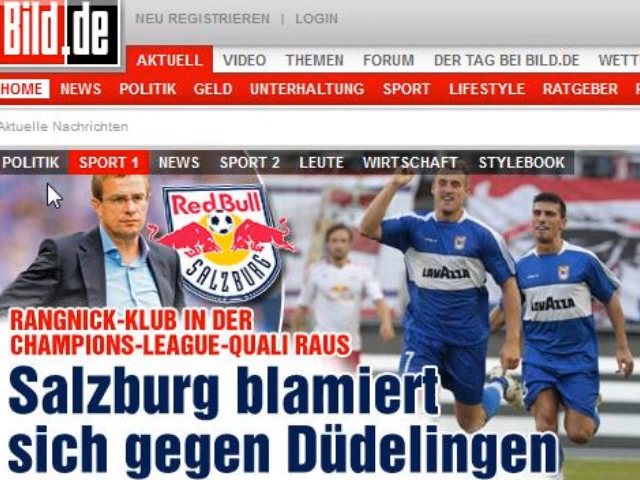 Bild.de
NEU REGISTRIEREN | LOGIN
AKTUELL VIDEO THEMEN FORUM DER TAG BEI BILD.DE WETT
HOME NEWS POLITIK GELD UNTERHALTUNG SPORT LIFESTYLE RATGEBER
Aktuelle Nachrichten
POLITIK SPORT 1 NEWS SPORT 2 LEUTE WIRTSCHAFT STYLEBOOK
Red Bull
SALZBURG
LAVAZZA
LAVAZZA
7
RANGNICK-KLUB IN DER
CHAMPIONS-LEAGUE-QUALI RAUS
Salzburg blamiert
sich gegen Düdelingen